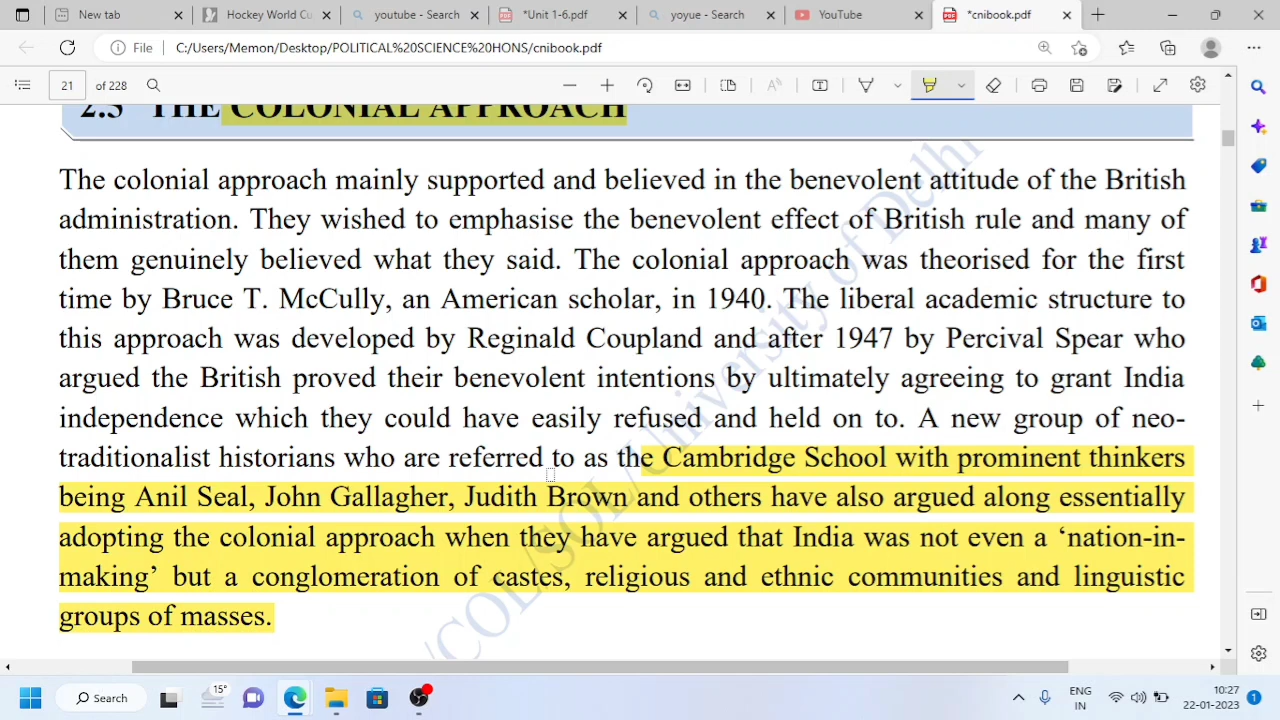 New tab
Hockey World Cu
youtube - Search
*Unit 1-6.pdf
yoyue - Search
YouTube
*cnibook.pdf
File
C:/Users/Memon/Desktop/POLITICAL%20SCIENCE%20HONS/cnibook.pdf
21 of 228
2.3 THE COLONIAL APPROACH
The colonial approach mainly supported and believed in the benevolent attitude of the British
administration. They wished to emphasise the benevolent effect of British rule and many of
them genuinely believed what they said. The colonial approach was theorised for the first
time by Bruce T. McCully, an American scholar, in 1940. The liberal academic structure to
this approach was developed by Reginald Coupland and after 1947 by Percival Spear who
argued the British proved their benevolent intentions by ultimately agreeing to grant India
independence which they could have easily refused and held on to. A new group of neo-
traditionalist historians who are referred to as the Cambridge School with prominent thinkers
being Anil Seal, John Gallagher, Judith Brown and others have also argued along essentially
adopting the colonial approach when they have argued that India was not even a ‘nation-in-
making’ but a conglomeration of castes, religious and ethnic communities and linguistic
groups of masses.
/COL/SOL/University of Delhi
Search
15°
ENG
IN
10:27
22-01-2023
1